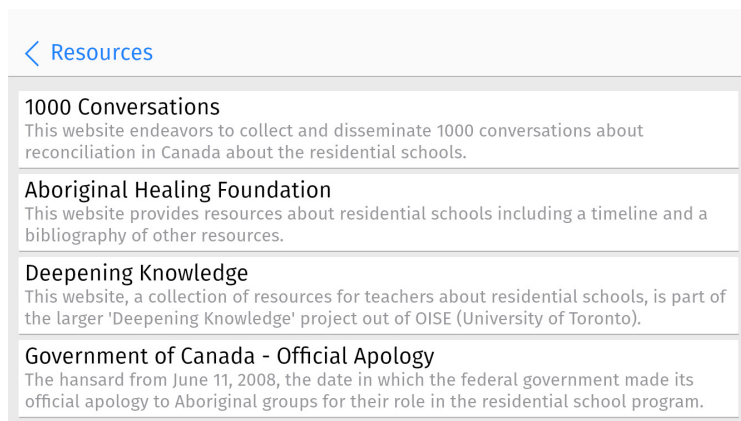 Resources
1000 Conversations
This website endeavors to collect and disseminate 1000 conversations about
reconciliation in Canada about the residential schools.
Aboriginal Healing Foundation
This website provides resources about residential schools including a timeline and a
bibliography of other resources.
Deepening Knowledge
This website, a collection of resources for teachers about residential schools, is part of
the larger 'Deepening Knowledge' project out of OISE (University of Toronto).
Government of Canada - Official Apology
The hansard from June 11, 2008, the date in which the federal government made its
official apology to Aboriginal groups for their role in the residential school program.